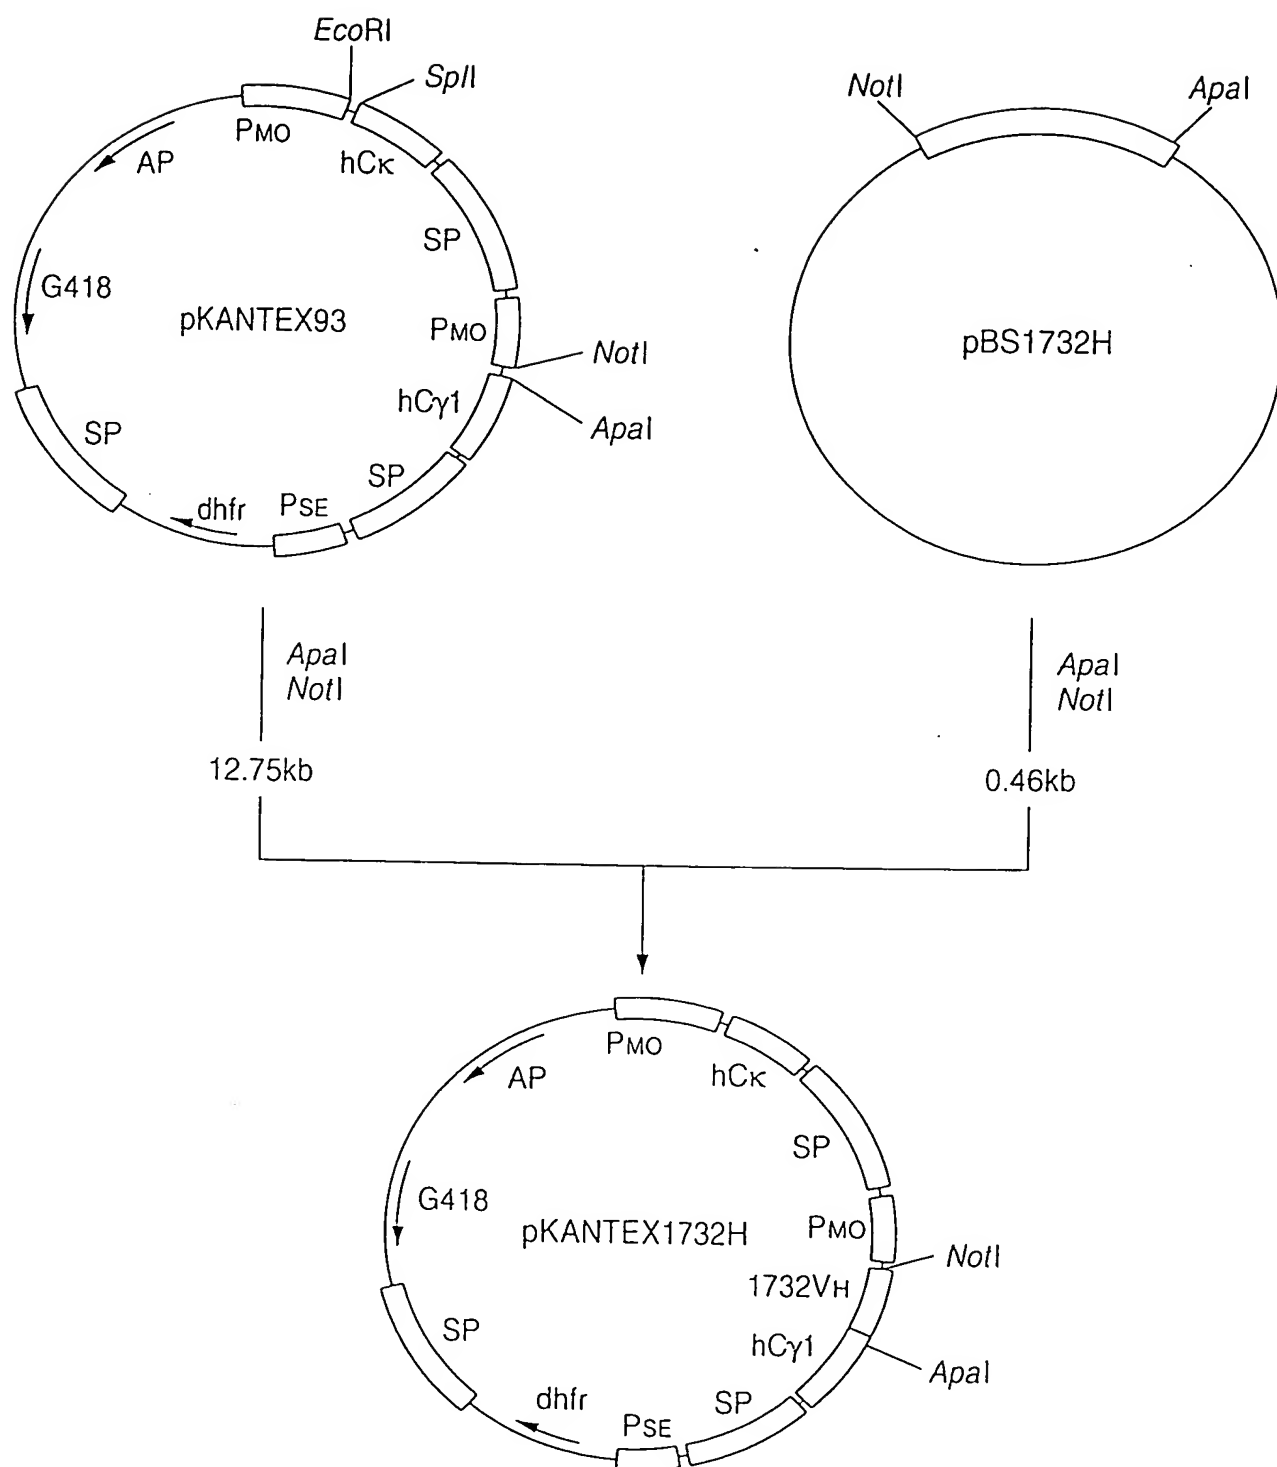 EcoRI
SplI
PMO
hCκ
AP
SP
G418
pKANTEX93
PMO
NotI
hCγ1
ApaI
SP
SP
dhfr
PSE
NotI
ApaI
pBS1732H
ApaI
NotI
12.75kb
ApaI
NotI
0.46kb
PMO
hCκ
AP
SP
G418
pKANTEX1732H
PMO
NotI
1732VH
hCγ1
ApaI
SP
SP
dhfr
PSE